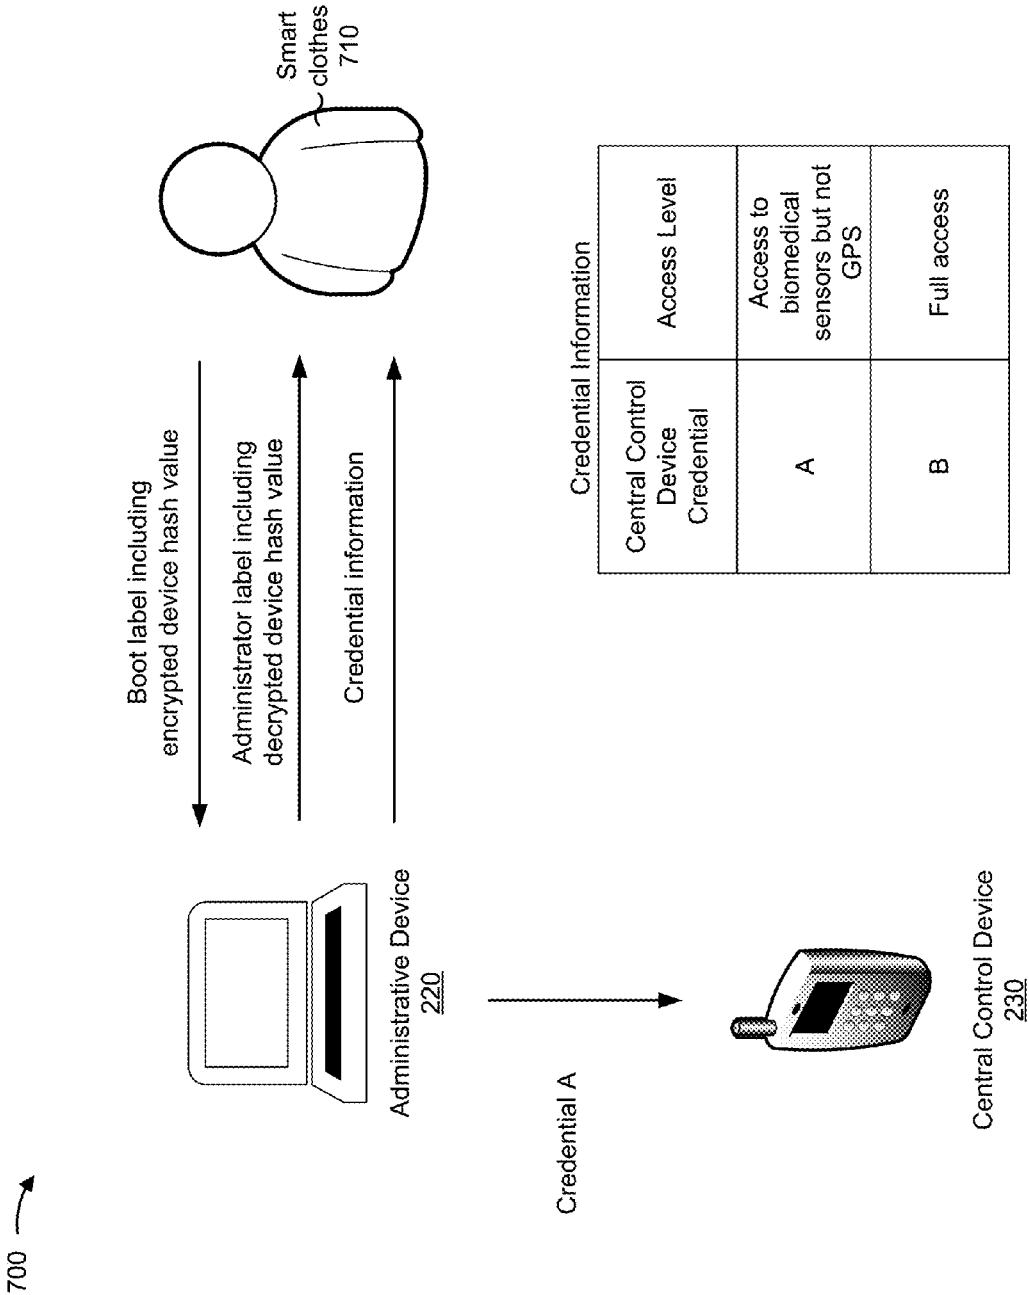 700
Boot label including
encrypted device hash value
Administrator label including
decrypted device hash value
Credential information
Smart
clothes
710
Administrative Device
220
Credential A
Central Control Device
230
Credential Information
Central Control
Device
Credential
Access Level
A
Access to
biomedical
sensors but not
GPS
B
Full access